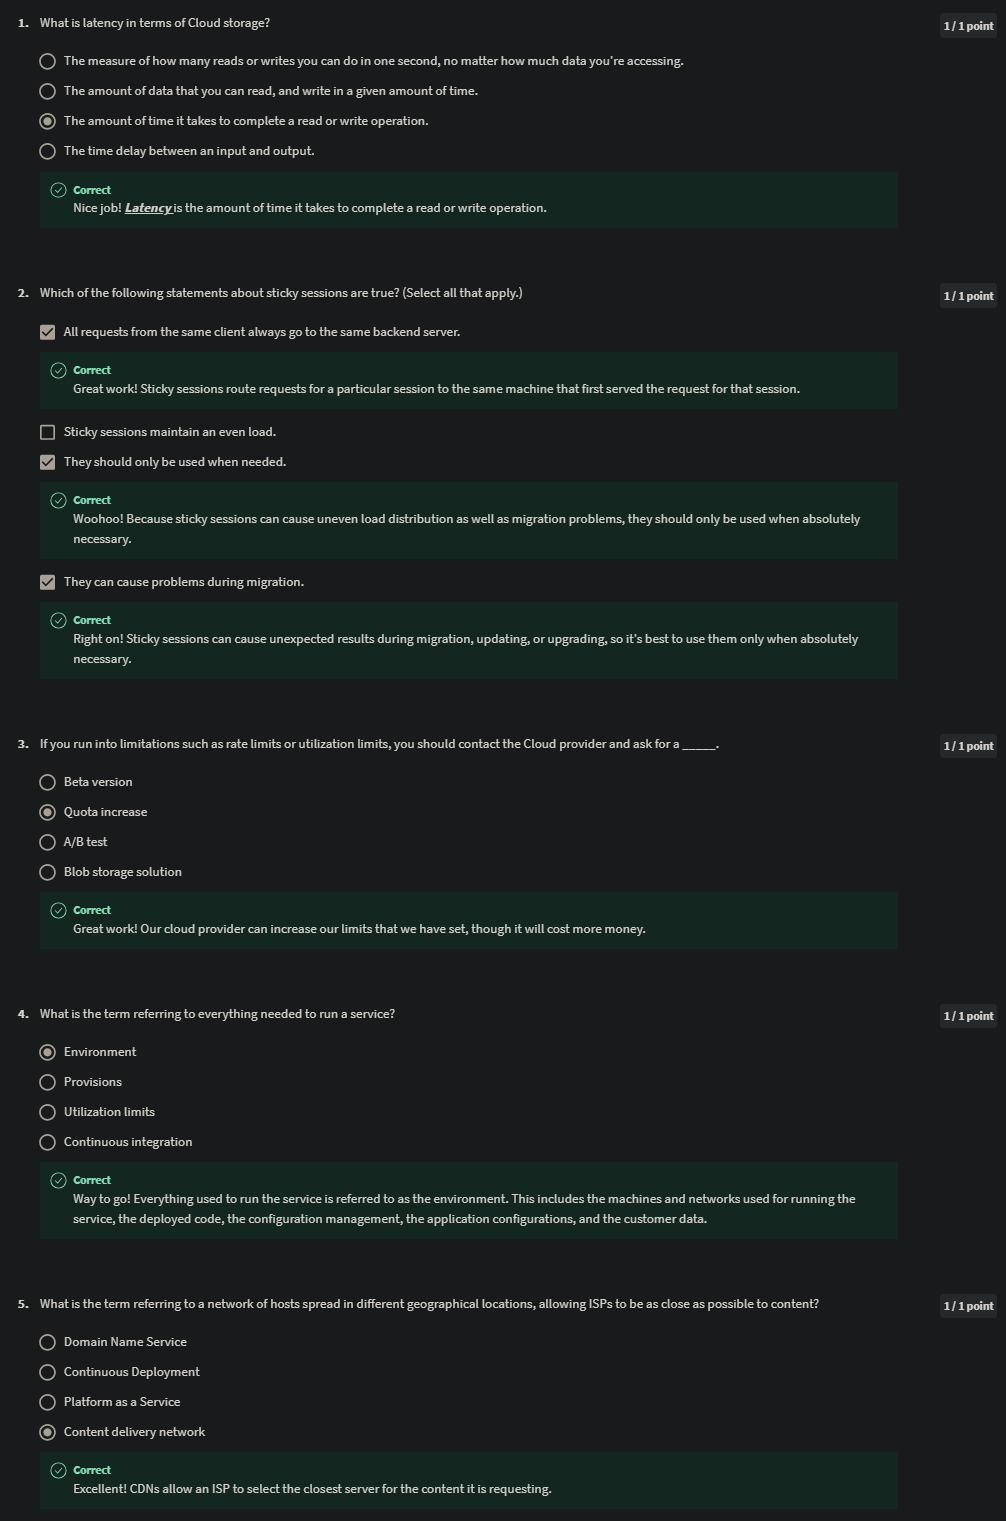 1. What is latency in terms of Cloud storage?
1 / 1 point
The measure of how many reads or writes you can do in one second, no matter how much data you're accessing.
The amount of data that you can read, and write in a given amount of time.
The amount of time it takes to complete a read or write operation.
The time delay between an input and output.
Correct
Nice job! Latency is the amount of time it takes to complete a read or write operation.
2. Which of the following statements about sticky sessions are true? (Select all that apply.)
1 / 1 point
All requests from the same client always go to the same backend server.
Correct
Great work! Sticky sessions route requests for a particular session to the same machine that first served the request for that session.
Sticky sessions maintain an even load.
They should only be used when needed.
Correct
Woohoo! Because sticky sessions can cause uneven load distribution as well as migration problems, they should only be used when absolutely
necessary.
They can cause problems during migration.
Correct
Right on! Sticky sessions can cause unexpected results during migration, updating, or upgrading, so it's best to use them only when absolutely
necessary.
3. If you run into limitations such as rate limits or utilization limits, you should contact the Cloud provider and ask for a _____.
1 / 1 point
Beta version
Quota increase
A/B test
Blob storage solution
Correct
Great work! Our cloud provider can increase our limits that we have set, though it will cost more money.
4. What is the term referring to everything needed to run a service?
1 / 1 point
Environment
Provisions
Utilization limits
Continuous integration
Correct
Way to go! Everything used to run the service is referred to as the environment. This includes the machines and networks used for running the
service, the deployed code, the configuration management, the application configurations, and the customer data.
5. What is the term referring to a network of hosts spread in different geographical locations, allowing ISPs to be as close as possible to content?
1 / 1 point
Domain Name Service
Continuous Deployment
Platform as a Service
Content delivery network
Correct
Excellent! CDNs allow an ISP to select the closest server for the content it is requesting.